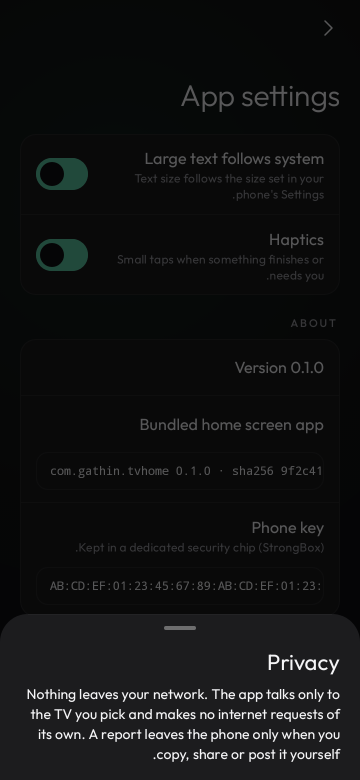 App settings
Large text follows system
Text size follows the size set in your
.phone's Settings
Haptics
Small taps when something finishes or
.needs you
ABOUT
Version 0.1.0
Bundled home screen app
com.gathin.tvhome 0.1.0 · sha256 9f2c41
Phone key
.Kept in a dedicated security chip (StrongBox)
AB:CD:EF:01:23:45:67:89:AB:CD:EF:01:23:
Privacy
Nothing leaves your network. The app talks only to
the TV you pick and makes no internet requests of
its own. A report leaves the phone only when you
.copy, share or post it yourself